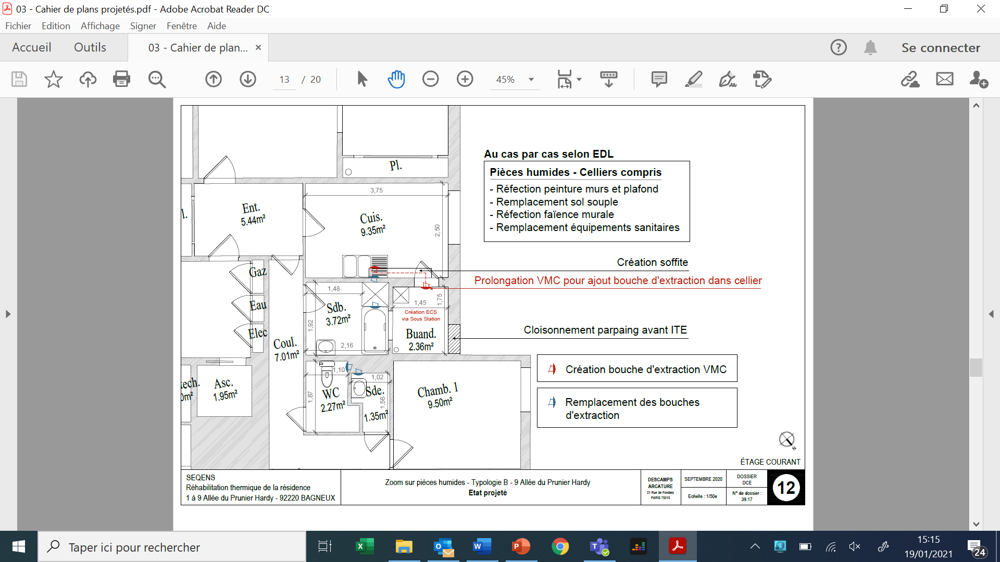 03 - Cahier de plans projetés.pdf - Adobe Acrobat Reader DC
Fichier Edition Affichage Signer Fenêtre Aide
Accueil Outils 03 - Cahier de plan... × Se connecter
13 / 20 45%
Pl.
3,75
Ent.
5.44m²
Cuis.
9.35m²
2,50
l.
Au cas par cas selon EDL
Pièces humides - Celliers compris
- Réfection peinture murs et plafond
- Remplacement sol souple
- Réfection faïence murale
- Remplacement équipements sanitaires
Création soffite
Prolongation VMC pour ajout bouche d'extraction dans cellier
Gaz
Eau
Elec
1,48
Sdb.
3.72m²
1,92
2,16
1,45
1,75
Création ECS
via Sous Station
Buand.
2.36m²
Cloisonnement parpaing avant ITE
Coul.
7.01m²
Création bouche d'extraction VMC
Remplacement des bouches
d'extraction
tech.
0m²
Asc.
1.95m²
1,10
WC
2.27m²
1,87
1,02
Sde.
1,56
1.35m²
Chamb. 1
9.50m²
N
ÉTAGE COURANT
SEQENS
Réhabilitation thermique de la résidence
1 à 9 Allée du Prunier Hardy - 92220 BAGNEUX
Zoom sur pièces humides - Typologie B - 9 Allée du Prunier Hardy
Etat projeté
DESCAMPS
ARCATURE
21 Rue de Fondary
PARIS 75015
SEPTEMBRE 2020
Echelle : 1/50e
DOSSIER
DCE
N° de dossier :
39.17
12
Taper ici pour rechercher
15:15
19/01/2021
24